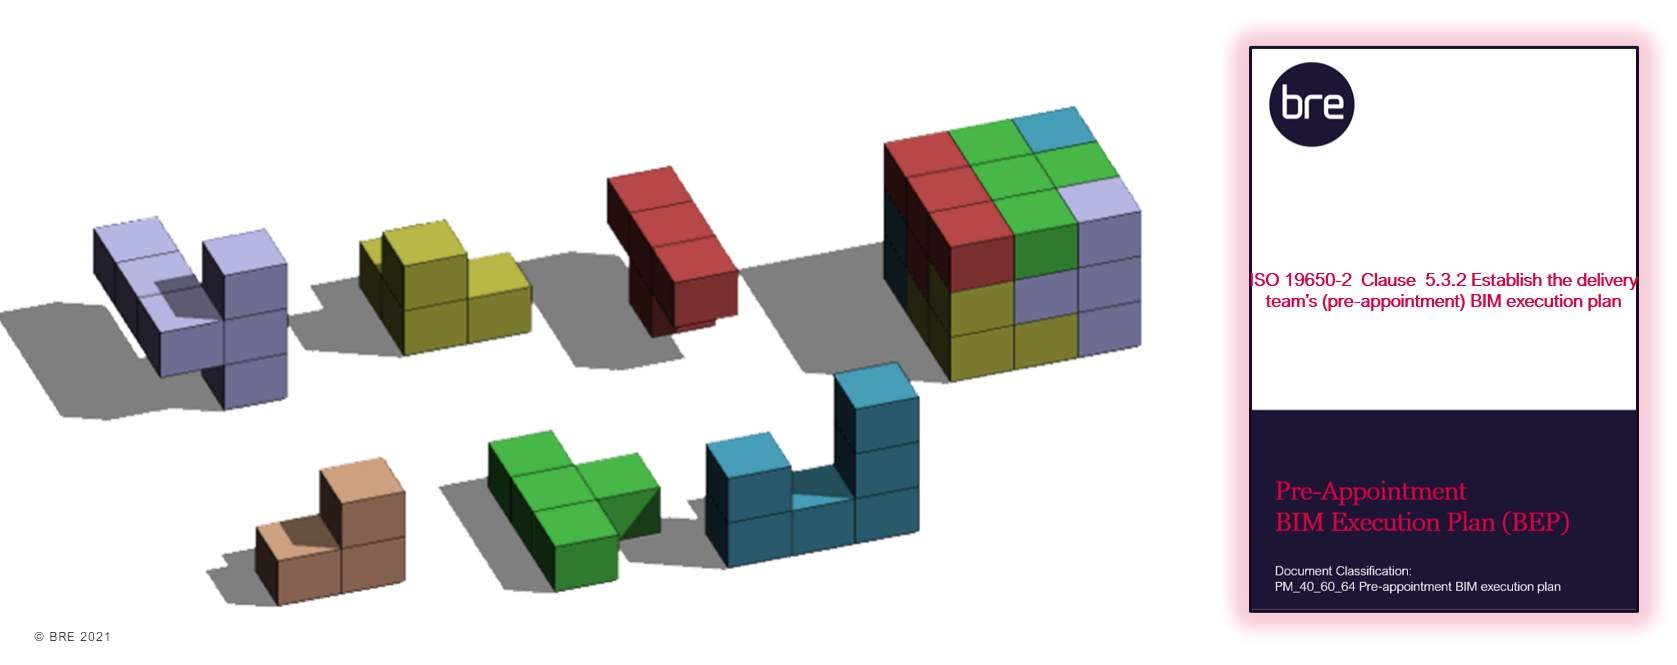 bre
ISO 19650-2 Clause 5.3.2 Establish the delivery
team's (pre-appointment) BIM execution plan
Pre-Appointment
BIM Execution Plan (BEP)
Document Classification:
PM_40_60_64 Pre-appointment BIM execution plan
© BRE 2021